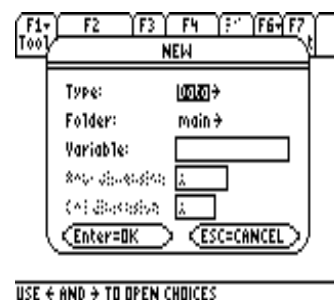 F1 F2 F3 F4 F6 F7
Tool
NEW
Type: Data→
Folder: main→
Variable:
Enter=OK ESC=CANCEL
USE ← AND → TO OPEN CHOICES